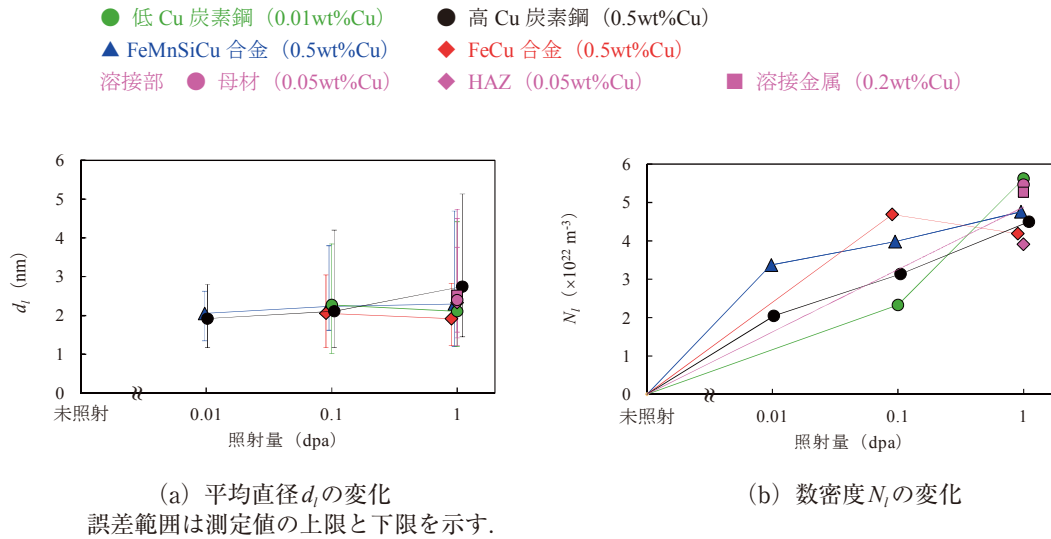 低 Cu 炭素鋼（0.01wt%Cu） 高 Cu 炭素鋼（0.5wt%Cu）
FeMnSiCu 合金（0.5wt%Cu） FeCu 合金（0.5wt%Cu）
溶接部 母材（0.05wt%Cu） HAZ（0.05wt%Cu） 溶接金属（0.2wt%Cu）
6
5
4
3
2
1
0
d_l (nm)
未照射 0.01 0.1 1
照射量（dpa）
（a）平均直径 d_l の変化
誤差範囲は測定値の上限と下限を示す.
6
5
4
3
2
1
0
N_l（×10²² m⁻³）
未照射 0.01 0.1 1
照射量（dpa）
（b）数密度 N_l の変化